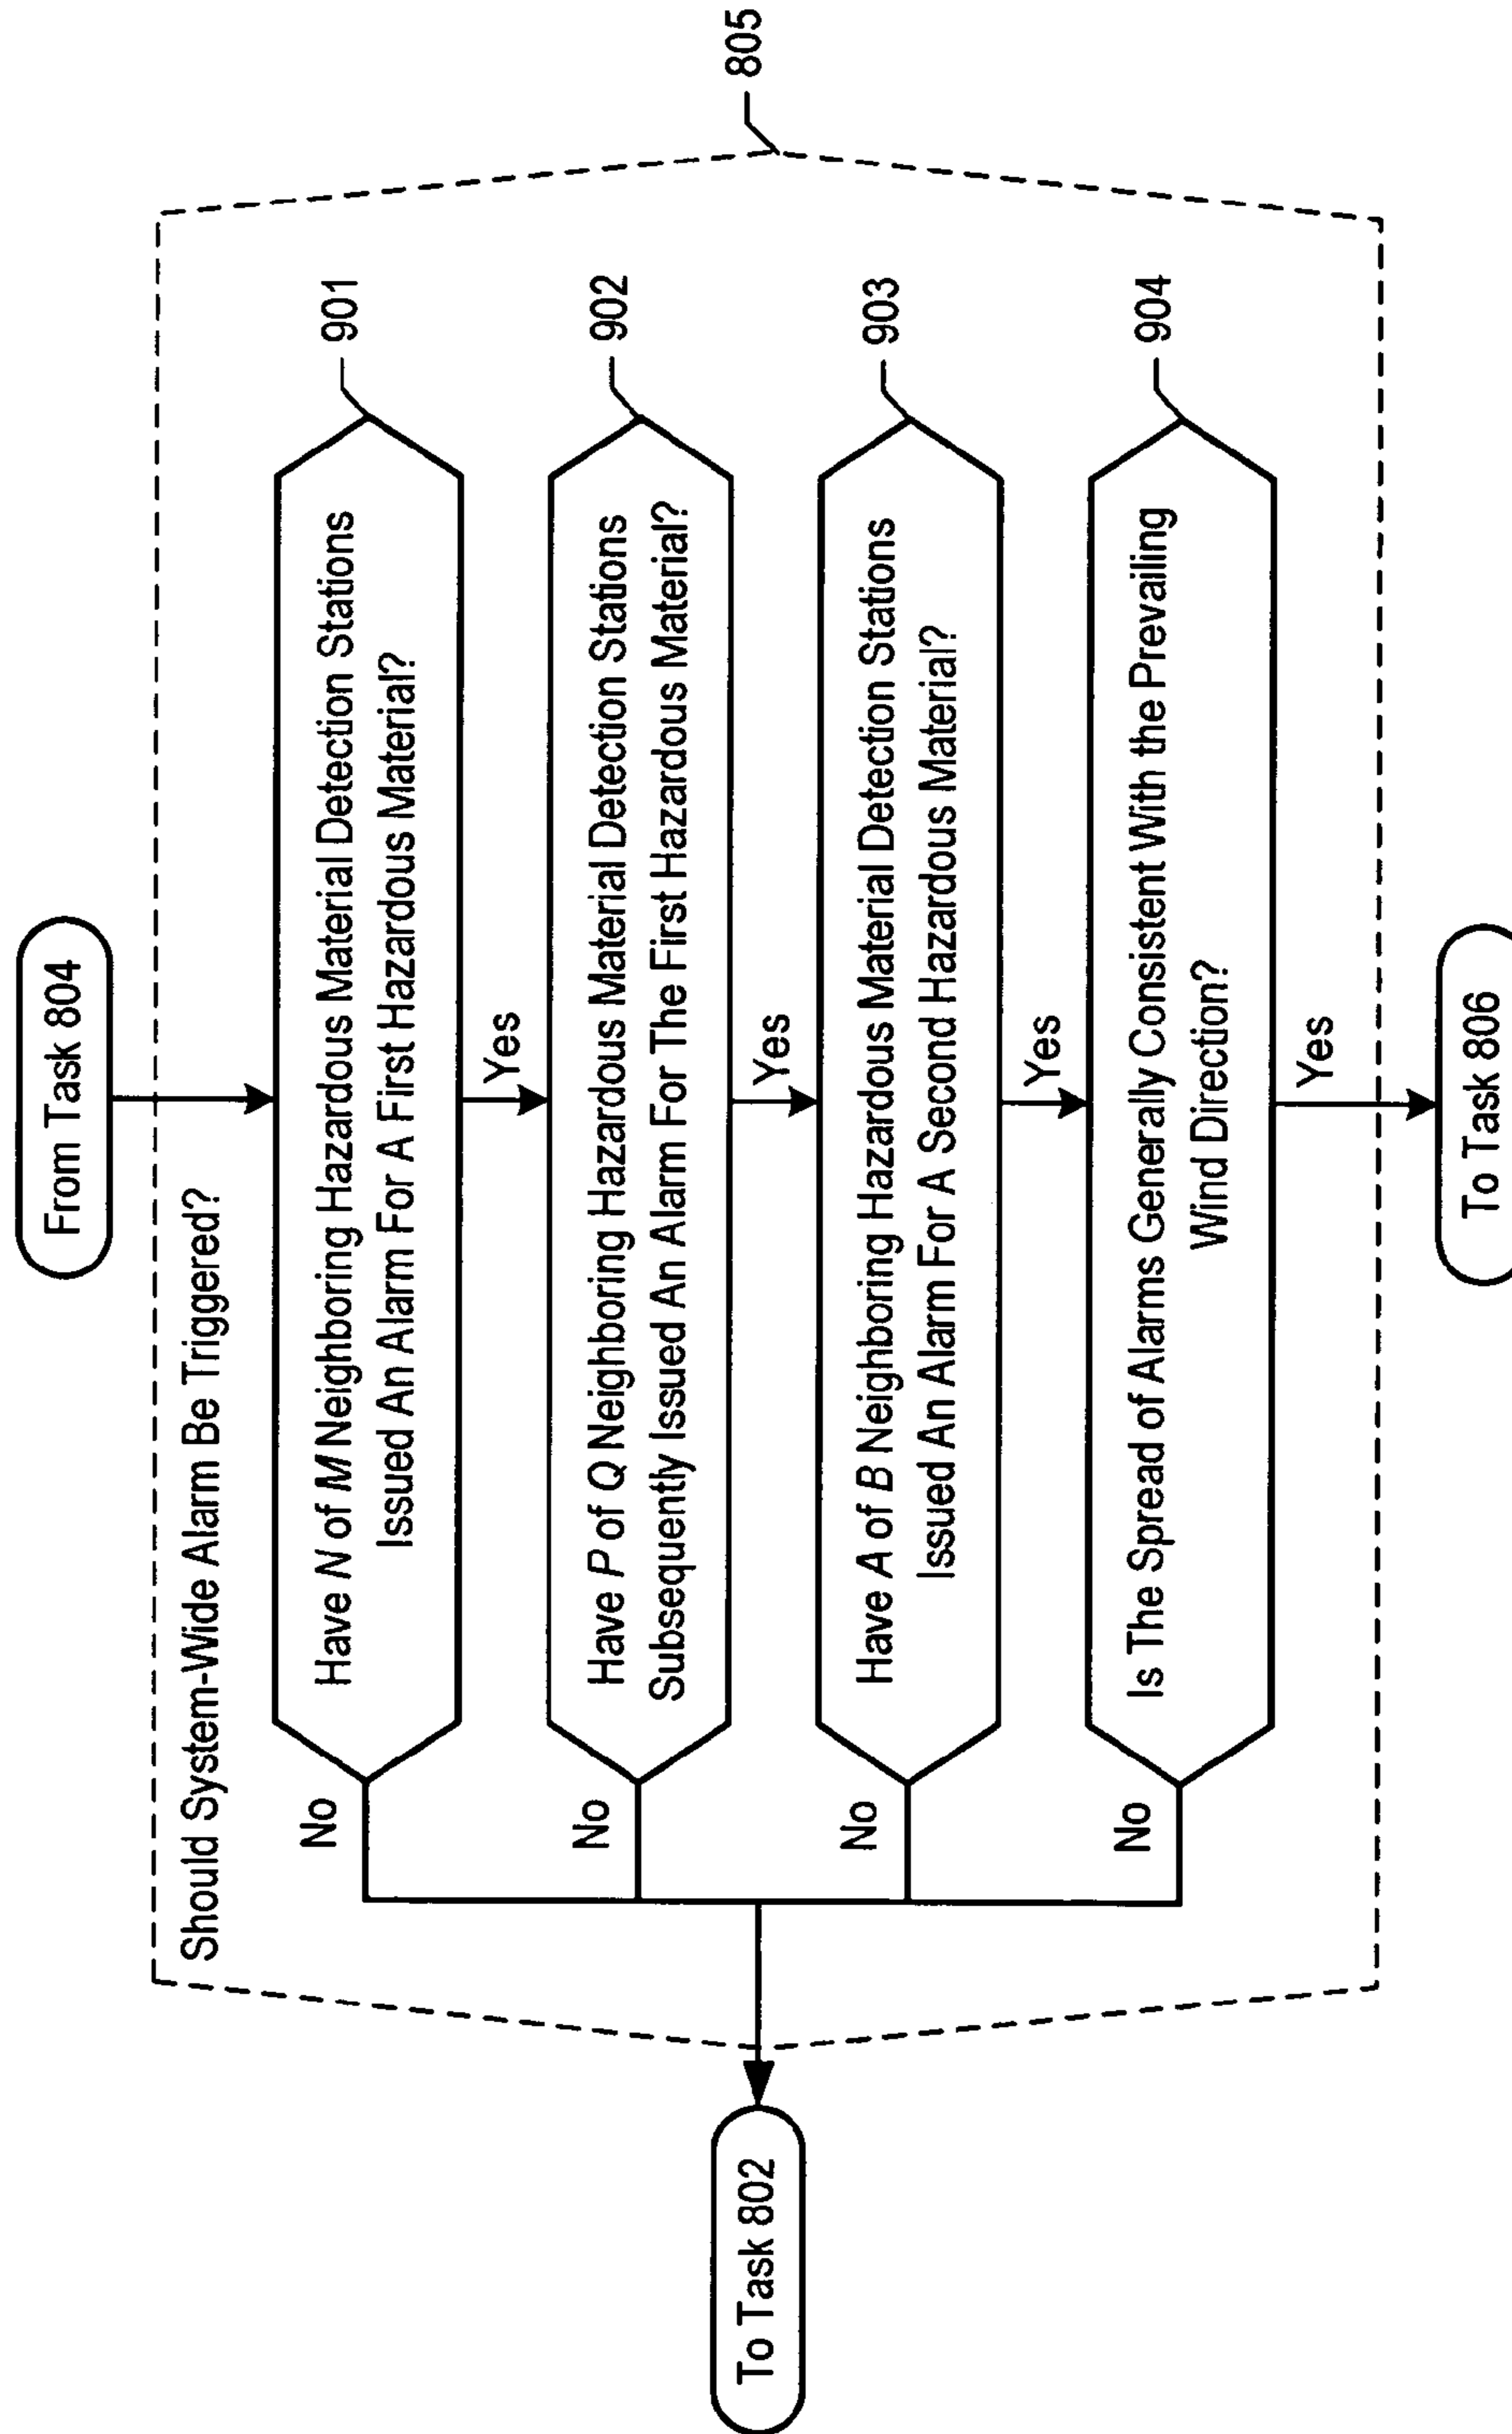 From Task 804
Should System-Wide Alarm Be Triggered?
805
Have N of M Neighboring Hazardous Material Detection Stations
Issued An Alarm For A First Hazardous Material?
901
No
Yes
Have P of Q Neighboring Hazardous Material Detection Stations
Subsequently Issued An Alarm For The First Hazardous Material?
902
No
Yes
Have A of B Neighboring Hazardous Material Detection Stations
Issued An Alarm For A Second Hazardous Material?
903
No
Yes
Is The Spread of Alarms Generally Consistent With the Prevailing
Wind Direction?
904
No
Yes
To Task 802
To Task 806